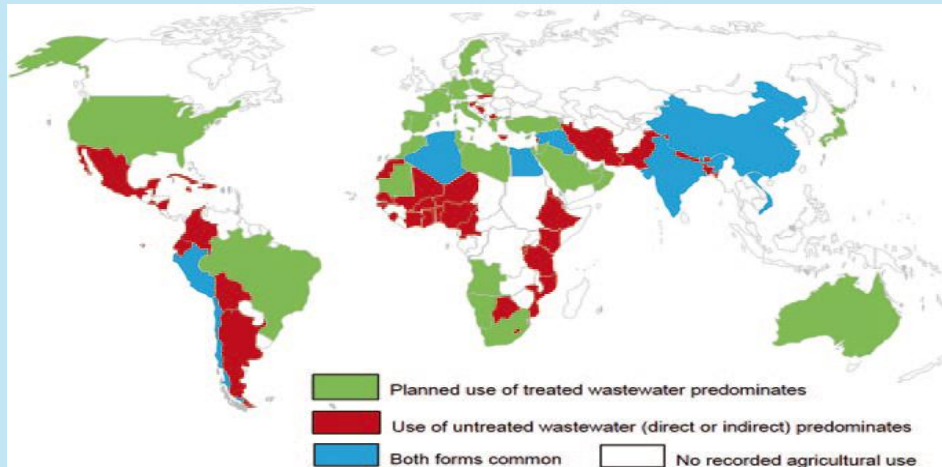 Planned use of treated wastewater predominates
Use of untreated wastewater (direct or indirect) predominates
Both forms common
No recorded agricultural use